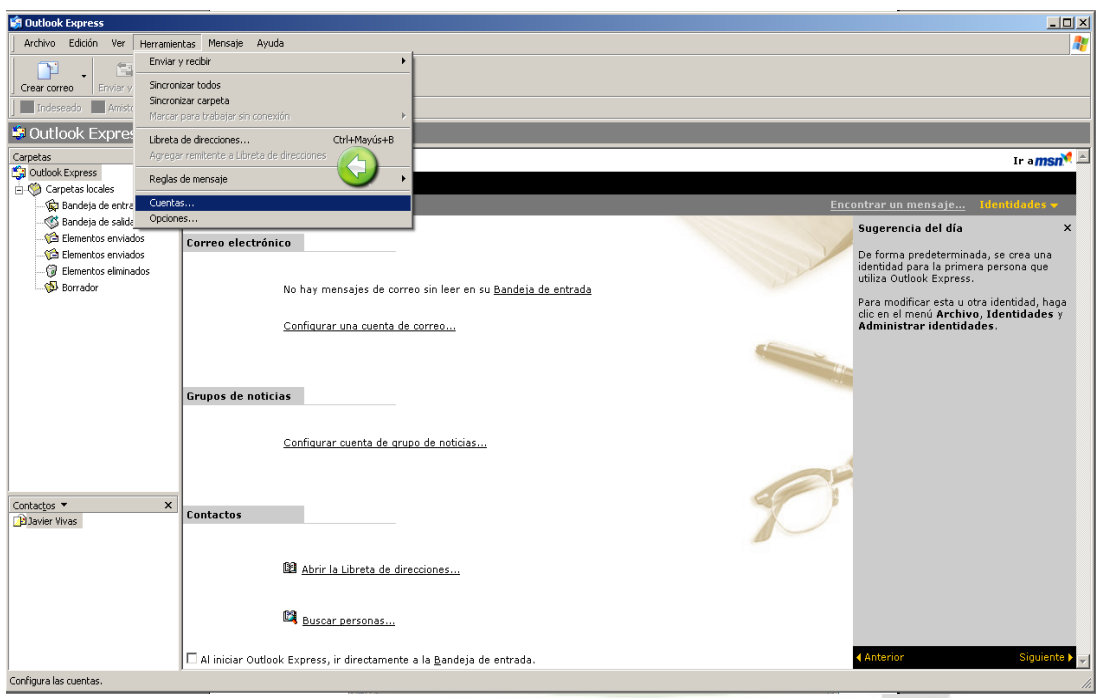 Outlook Express
Archivo Edición Ver Herramientas Mensaje Ayuda
Crear correo Enviar y
Indeseado Amist
Enviar y recibir
Sincronizar todos
Sincronizar carpeta
Marcar para trabajar sin conexión
Libreta de direcciones... Ctrl+Mayús+B
Agregar remitente a Libreta de direcciones
Reglas de mensaje
Cuentas...
Opciones...
Outlook Expres
Carpetas
Outlook Express
Carpetas locales
Bandeja de entra
Bandeja de salida
Elementos enviados
Elementos enviados
Elementos eliminados
Borrador
Contactos
Javier Vivas
Ir a msn
Encontrar un mensaje... Identidades
Correo electrónico
No hay mensajes de correo sin leer en su Bandeja de entrada
Configurar una cuenta de correo...
Grupos de noticias
Configurar cuenta de grupo de noticias...
Contactos
Abrir la Libreta de direcciones...
Buscar personas...
Al iniciar Outlook Express, ir directamente a la Bandeja de entrada.
Sugerencia del día
De forma predeterminada, se crea una
identidad para la primera persona que
utiliza Outlook Express.
Para modificar esta u otra identidad, haga
clic en el menú Archivo, Identidades y
Administrar identidades.
Anterior Siguiente
Configura las cuentas.